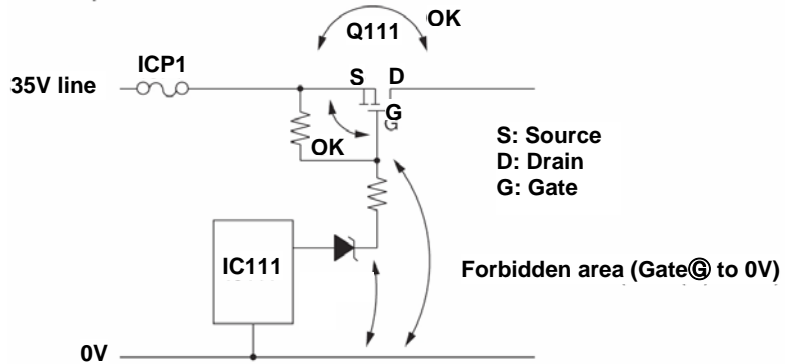 OK
Q111
ICP1
S D
35V line
G
G
OK
S: Source
D: Drain
G: Gate
IC111
Forbidden area (GateⒼ to 0V)
0V